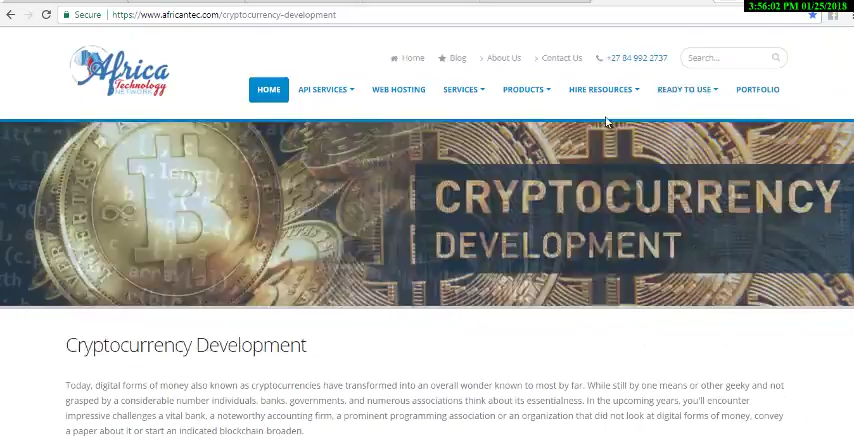 3:56:02 PM 01/25/2018
Secure https://www.africantec.com/cryptocurrency-development
Africa Technology NETWORK
Home Blog About Us Contact Us +27 84 992 2737 Search...
HOME API SERVICES WEB HOSTING SERVICES PRODUCTS HIRE RESOURCES READY TO USE PORTFOLIO
CRYPTOCURRENCY
DEVELOPMENT
Cryptocurrency Development
Today, digital forms of money also known as cryptocurrencies have transformed into an overall wonder known to most by far. While still by one means or other geeky and not
grasped by a considerable number individuals, banks, governments, and numerous associations think about its essentialness. In the upcoming years, you'll encounter
impressive challenges a vital bank, a noteworthy accounting firm, a prominent programming association or an organization that did not look at digital forms of money, convey
a paper about it or start an indicated blockchain-broaden.